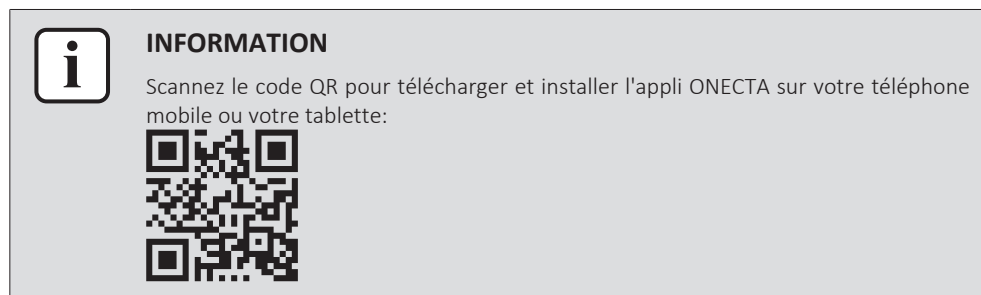 i
INFORMATION
Scannez le code QR pour télécharger et installer l'appli ONECTA sur votre téléphone
mobile ou votre tablette: